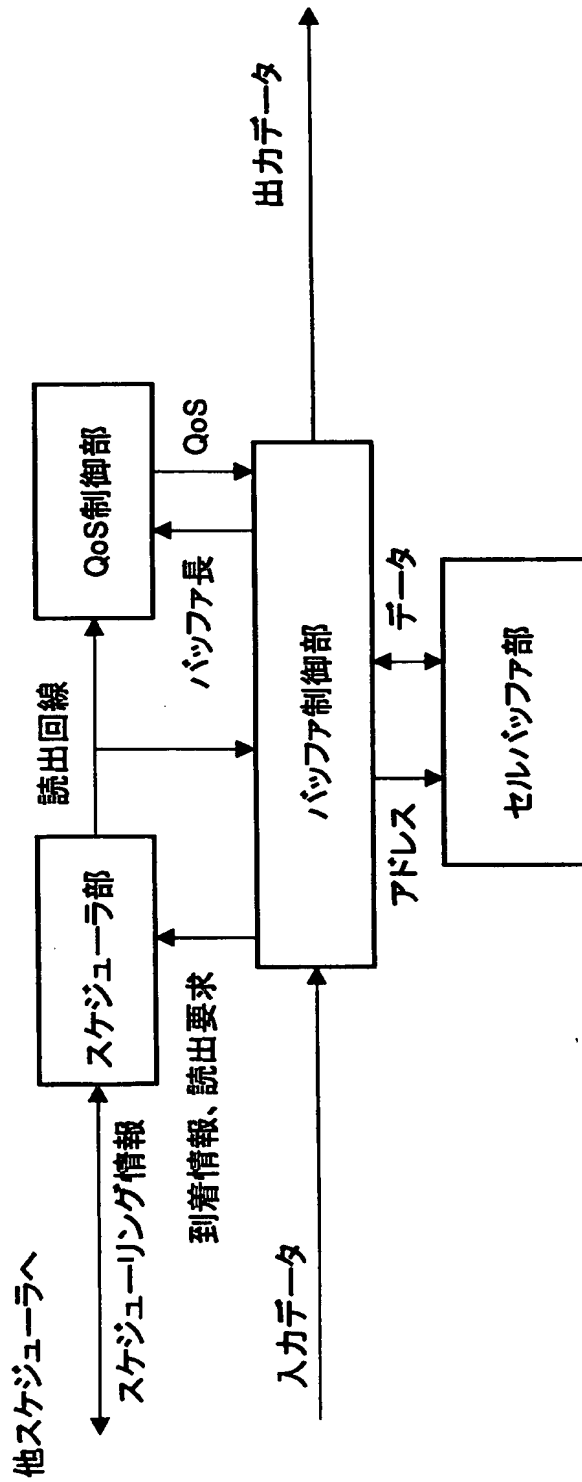 他スケジューラへ
スケジューリング情報
スケジューラ部
読出回線
QoS制御部
到着情報、読出要求
バッファ長
QoS
入力データ
バッファ制御部
出力データ
アドレス
データ
セルバッファ部